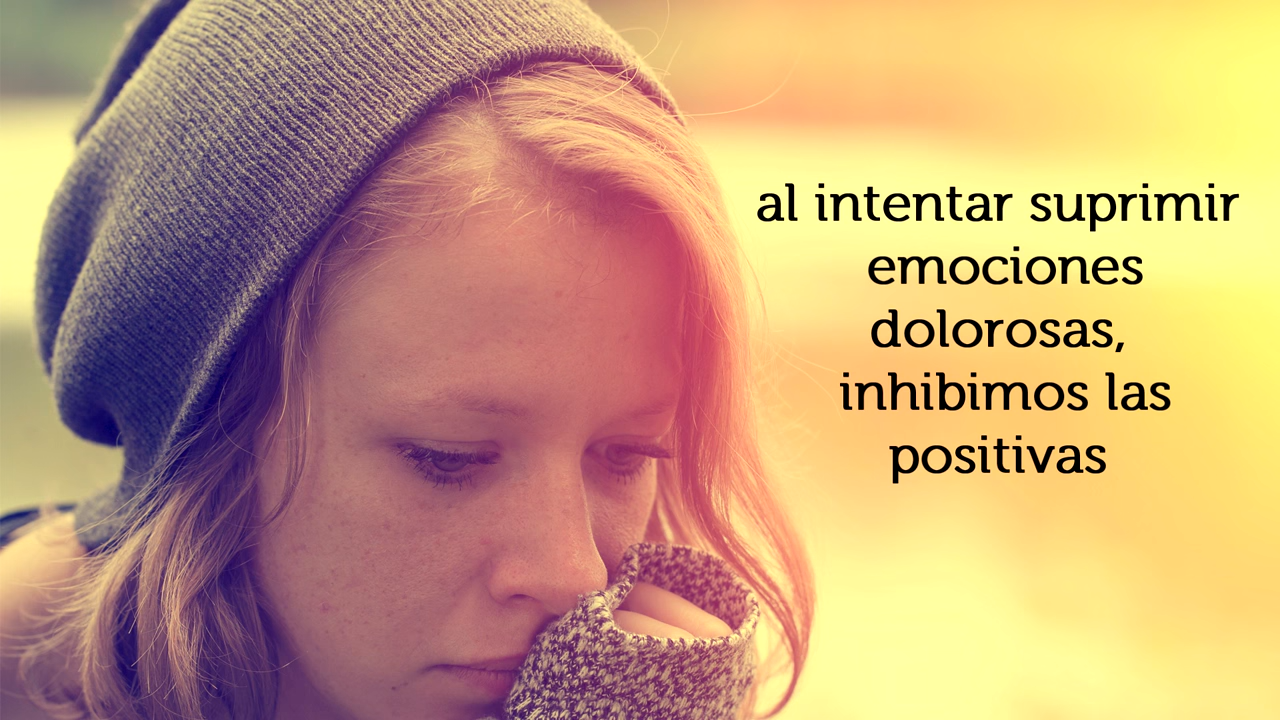 al intentar suprimir
emociones
dolorosas,
inhibimos las
positivas